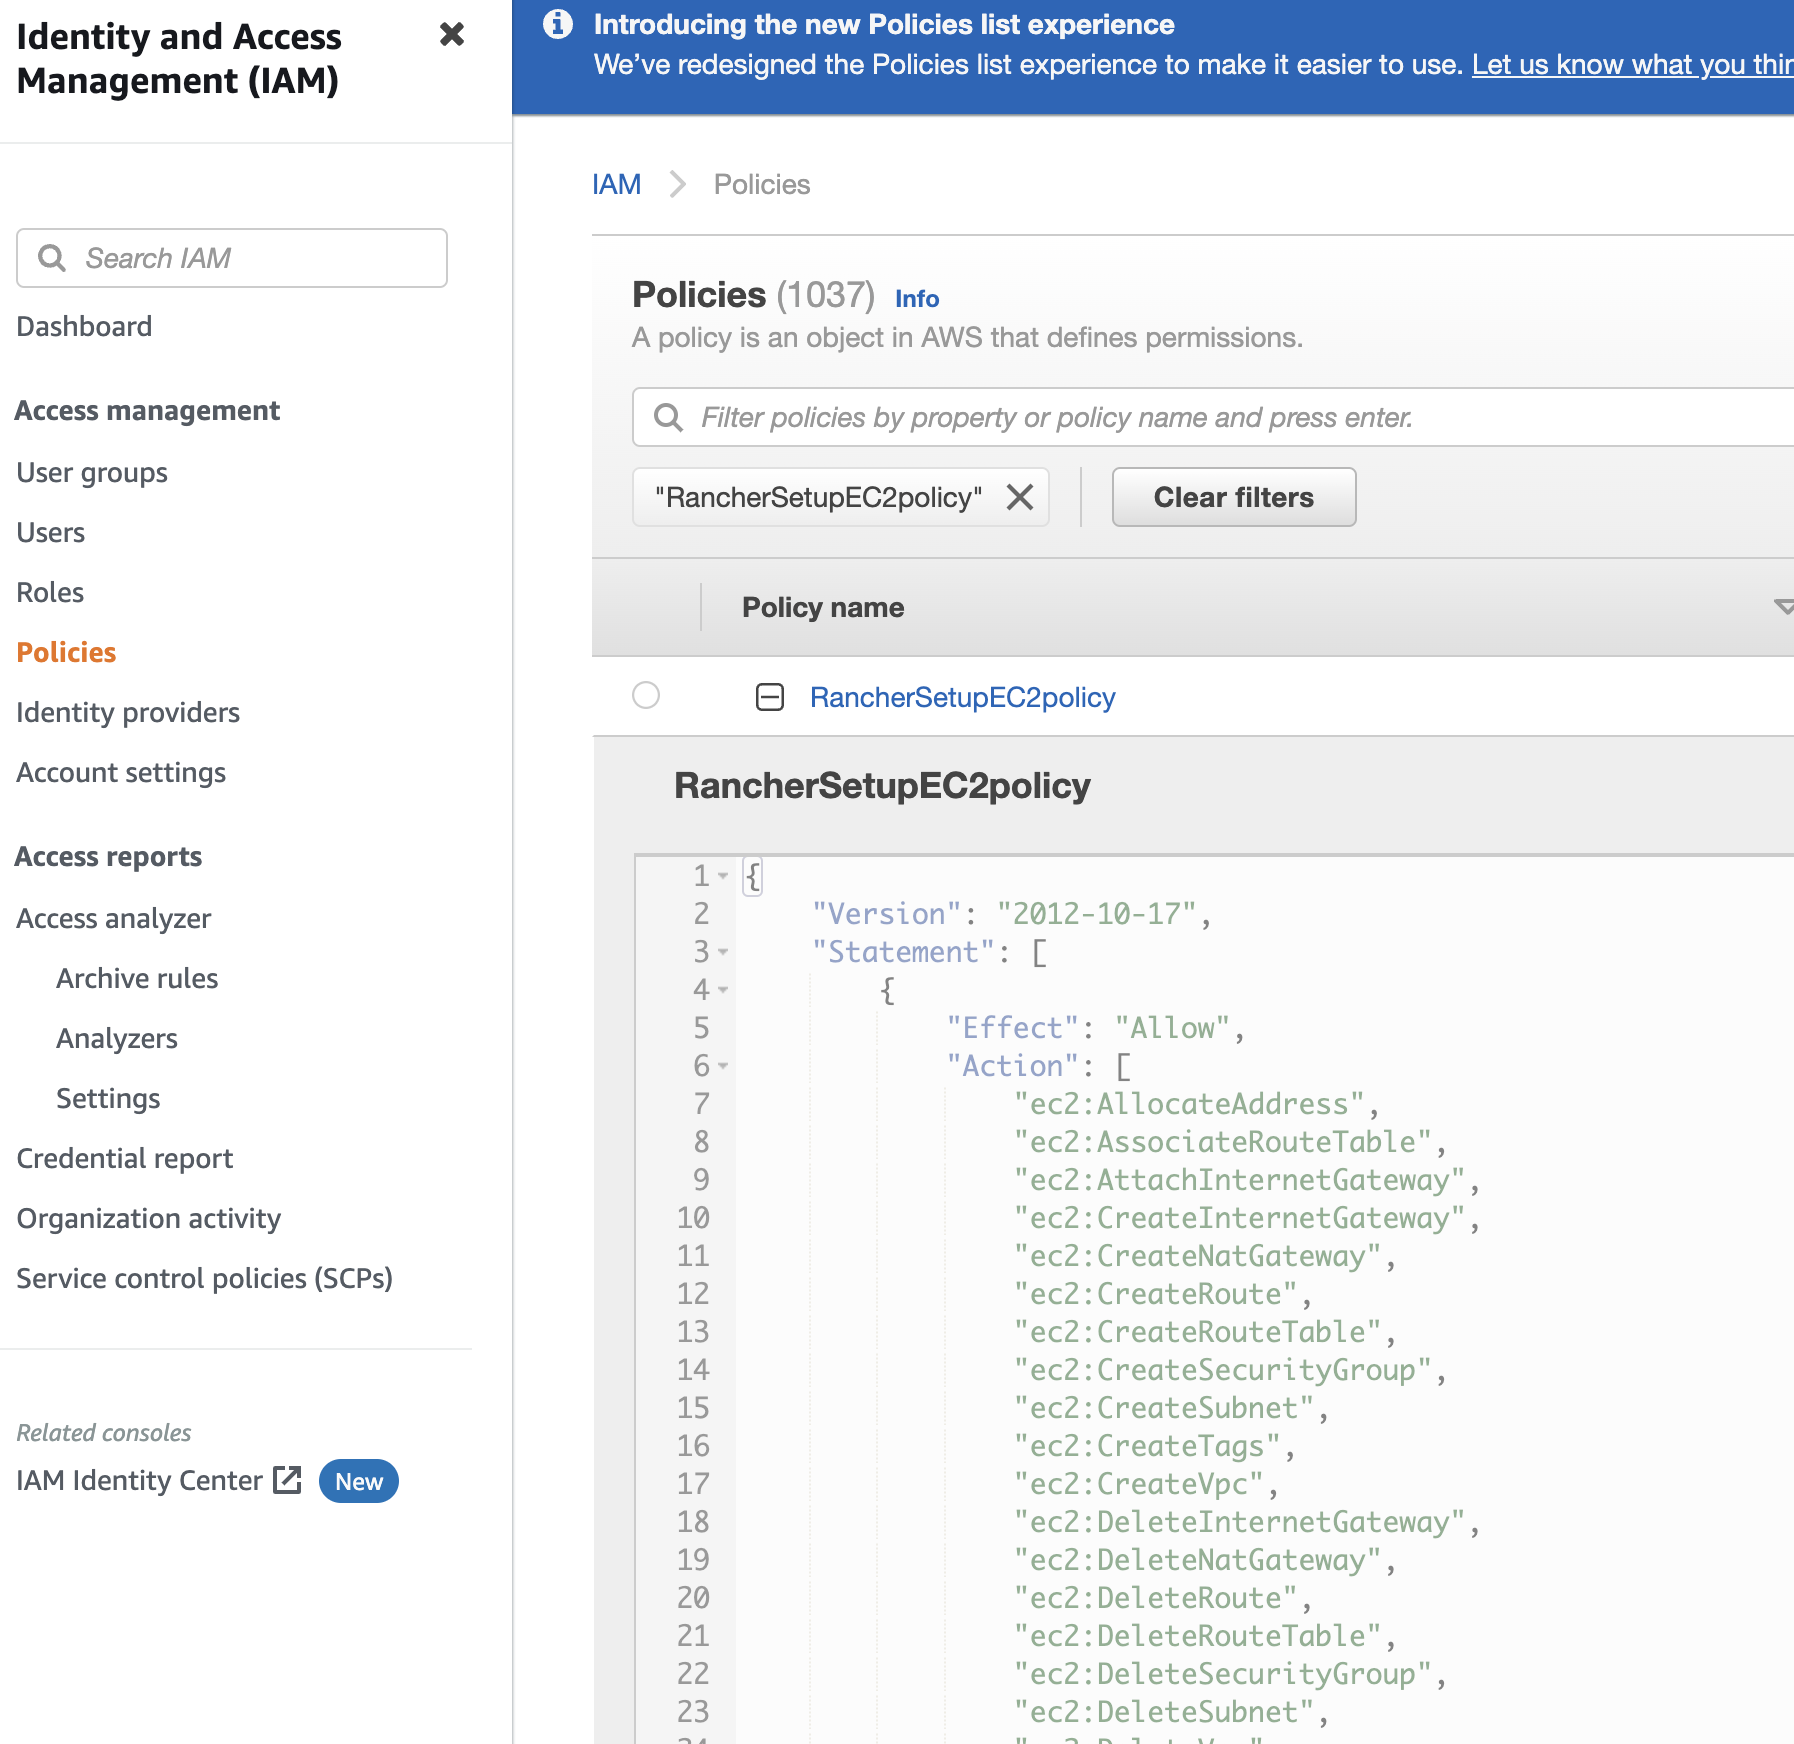 Identity and Access
Management (IAM)
Search IAM
Dashboard
Access management
User groups
Users
Roles
Policies
Identity providers
Account settings
Access reports
Access analyzer
Archive rules
Analyzers
Settings
Credential report
Organization activity
Service control policies (SCPs)
Related consoles
IAM Identity Center New
Introducing the new Policies list experience
We've redesigned the Policies list experience to make it easier to use. Let us know what you
IAM > Policies
Policies (1037) Info
A policy is an object in AWS that defines permissions.
Filter policies by property or policy name and press enter.
"RancherSetupEC2policy" Clear filters
Policy name
RancherSetupEC2policy
RancherSetupEC2policy
1 {
2 "Version": "2012-10-17",
3 "Statement": [
4 {
5 "Effect": "Allow",
6 "Action": [
7 "ec2:AllocateAddress",
8 "ec2:AssociateRouteTable",
9 "ec2:AttachInternetGateway",
10 "ec2:CreateInternetGateway",
11 "ec2:CreateNatGateway",
12 "ec2:CreateRoute",
13 "ec2:CreateRouteTable",
14 "ec2:CreateSecurityGroup",
15 "ec2:CreateSubnet",
16 "ec2:CreateTags",
17 "ec2:CreateVpc",
18 "ec2:DeleteInternetGateway",
19 "ec2:DeleteNatGateway",
20 "ec2:DeleteRoute",
21 "ec2:DeleteRouteTable",
22 "ec2:DeleteSecurityGroup",
23 "ec2:DeleteSubnet",